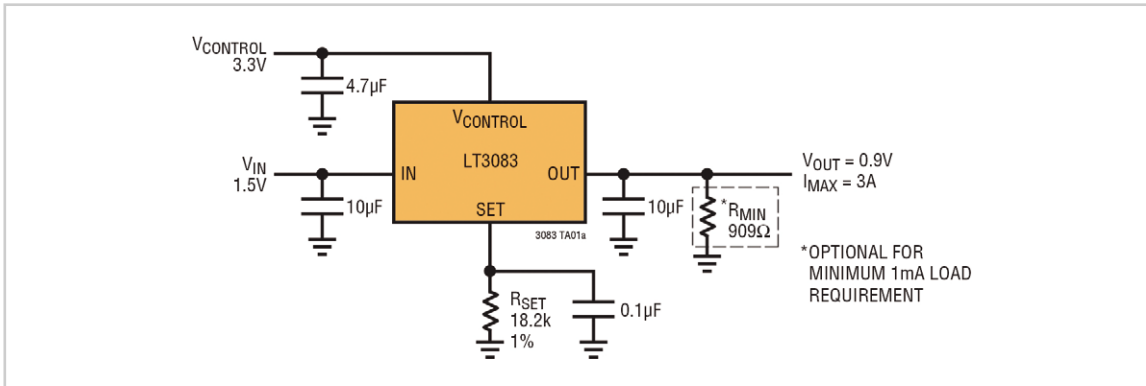 VCONTROL
3.3V
4.7µF
VCONTROL
LT3083
VIN
1.5V
IN
OUT
10µF
SET
10µF
3083 TA01a
*RMIN
909Ω
VOUT = 0.9V
IMAX = 3A
*OPTIONAL FOR
MINIMUM 1mA LOAD
REQUIREMENT
RSET
18.2k
1%
0.1µF